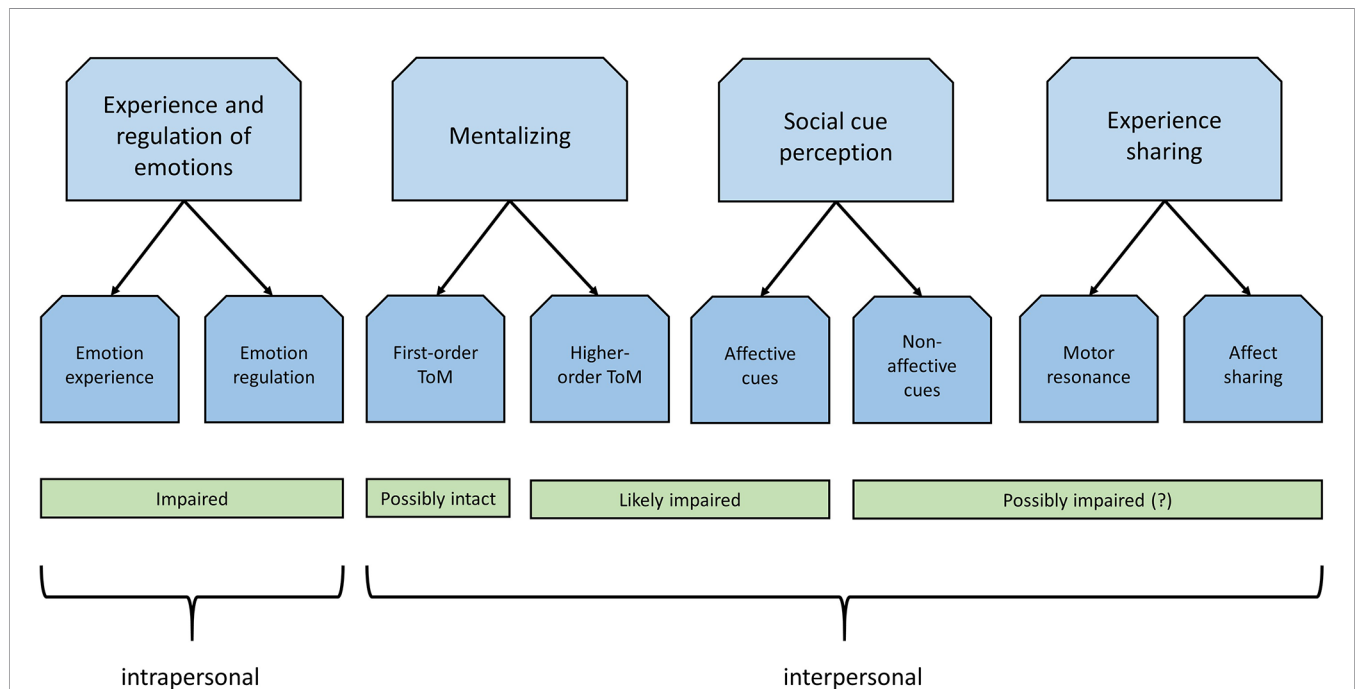 Experience and
regulation of
emotions
Mentalizing
Social cue
perception
Experience
sharing
Emotion
experience
Emotion
regulation
First-order
ToM
Higher-
order ToM
Affective
cues
Non-
affective
cues
Motor
resonance
Affect
sharing
Impaired
Possibly intact
Likely impaired
Possibly impaired (?)
intrapersonal
interpersonal